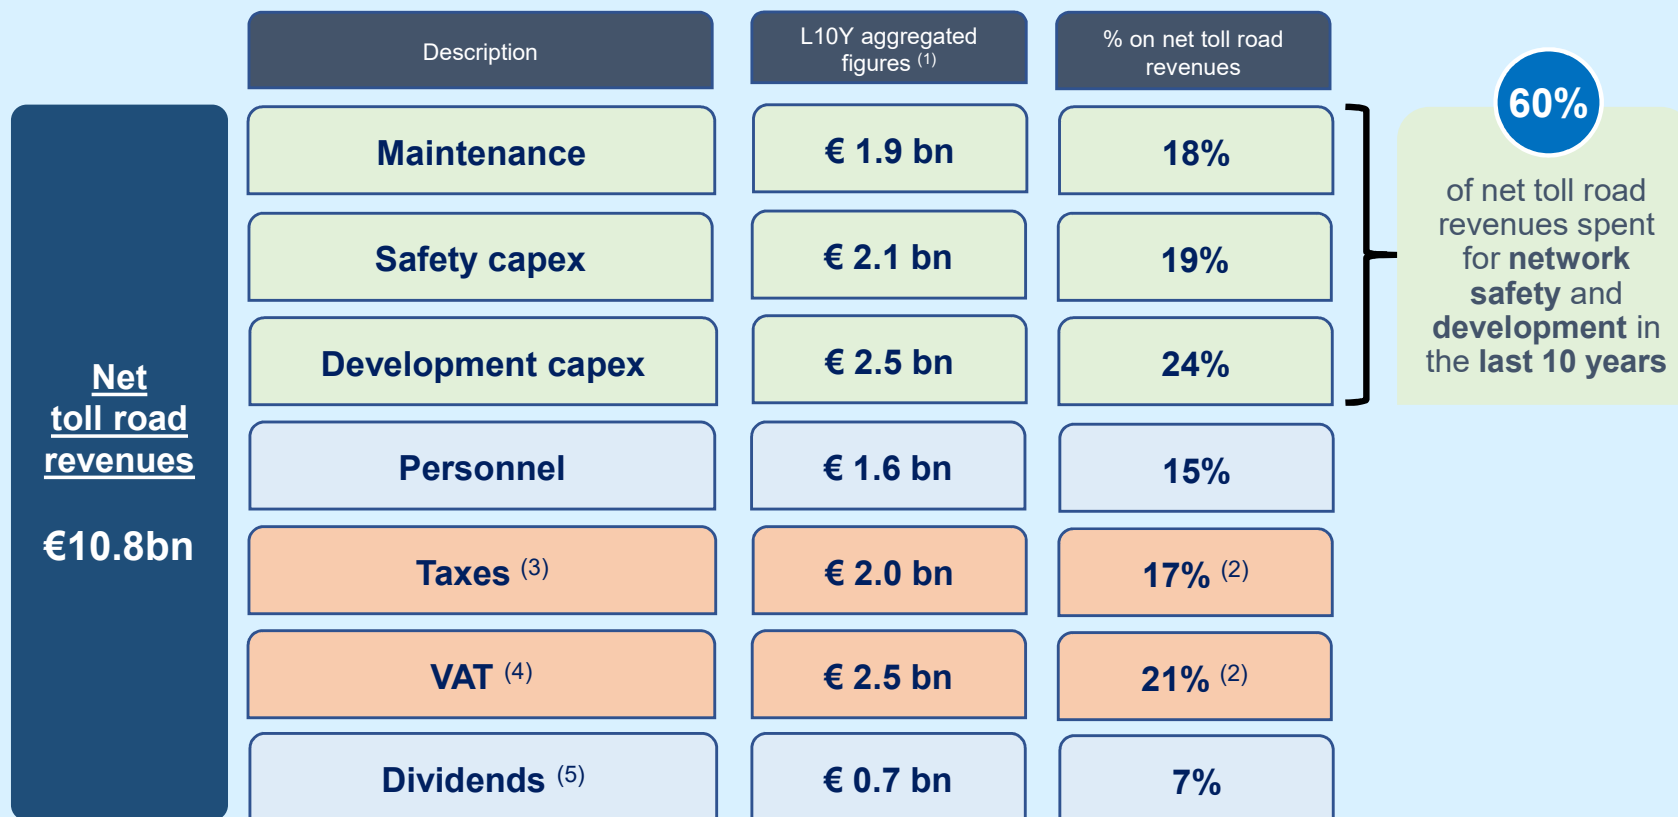 Description
L10Y aggregated
figures (1)
% on net toll road
revenues
Net
toll road
revenues
€10.8bn
Maintenance
€ 1.9 bn
18%
Safety capex
€ 2.1 bn
19%
Development capex
€ 2.5 bn
24%
Personnel
€ 1.6 bn
15%
Taxes (3)
€ 2.0 bn
17% (2)
VAT (4)
€ 2.5 bn
21% (2)
Dividends (5)
€ 0.7 bn
7%
60%
of net toll road
revenues spent
for network
safety and
development in
the last 10 years